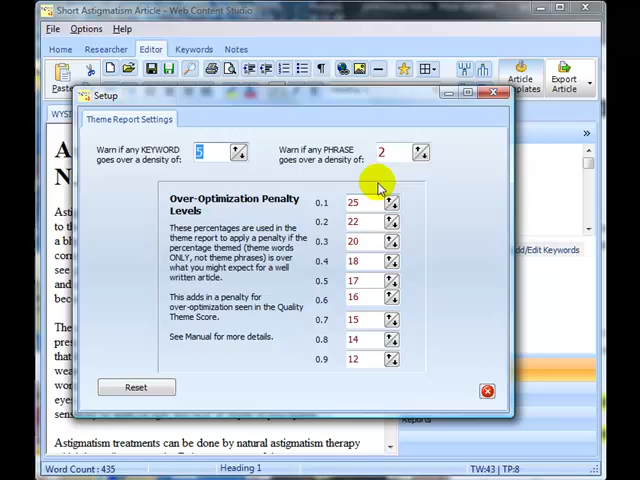 Short Astigmatism Article - Web Content Studio
File Options Help
Home Researcher Editor Keywords Notes
Paste
Article
Export
Article
Setup
Theme Report Settings
Warn if any KEYWORD
goes over a density of:
5
Warn if any PHRASE
goes over a density of:
2
Over-Optimization Penalty
Levels
These percentages are used in the
theme report to apply a penalty if the
percentage themed (theme words
ONLY, not theme phrases) is over
what you might expect for a well
written article.
This adds in a penalty for
over-optimization seen in the Quality
Theme Score.
See Manual for more details.
0.1 25
0.2 22
0.3 20
0.4 18
0.5 17
0.6 16
0.7 15
0.8 14
0.9 12
Reset
dd/Edit Keywords
Reports
Astigmatism treatments can be done by natural astigmatism therapy
Word Count : 435 Heading 1 TW:43 TP:8